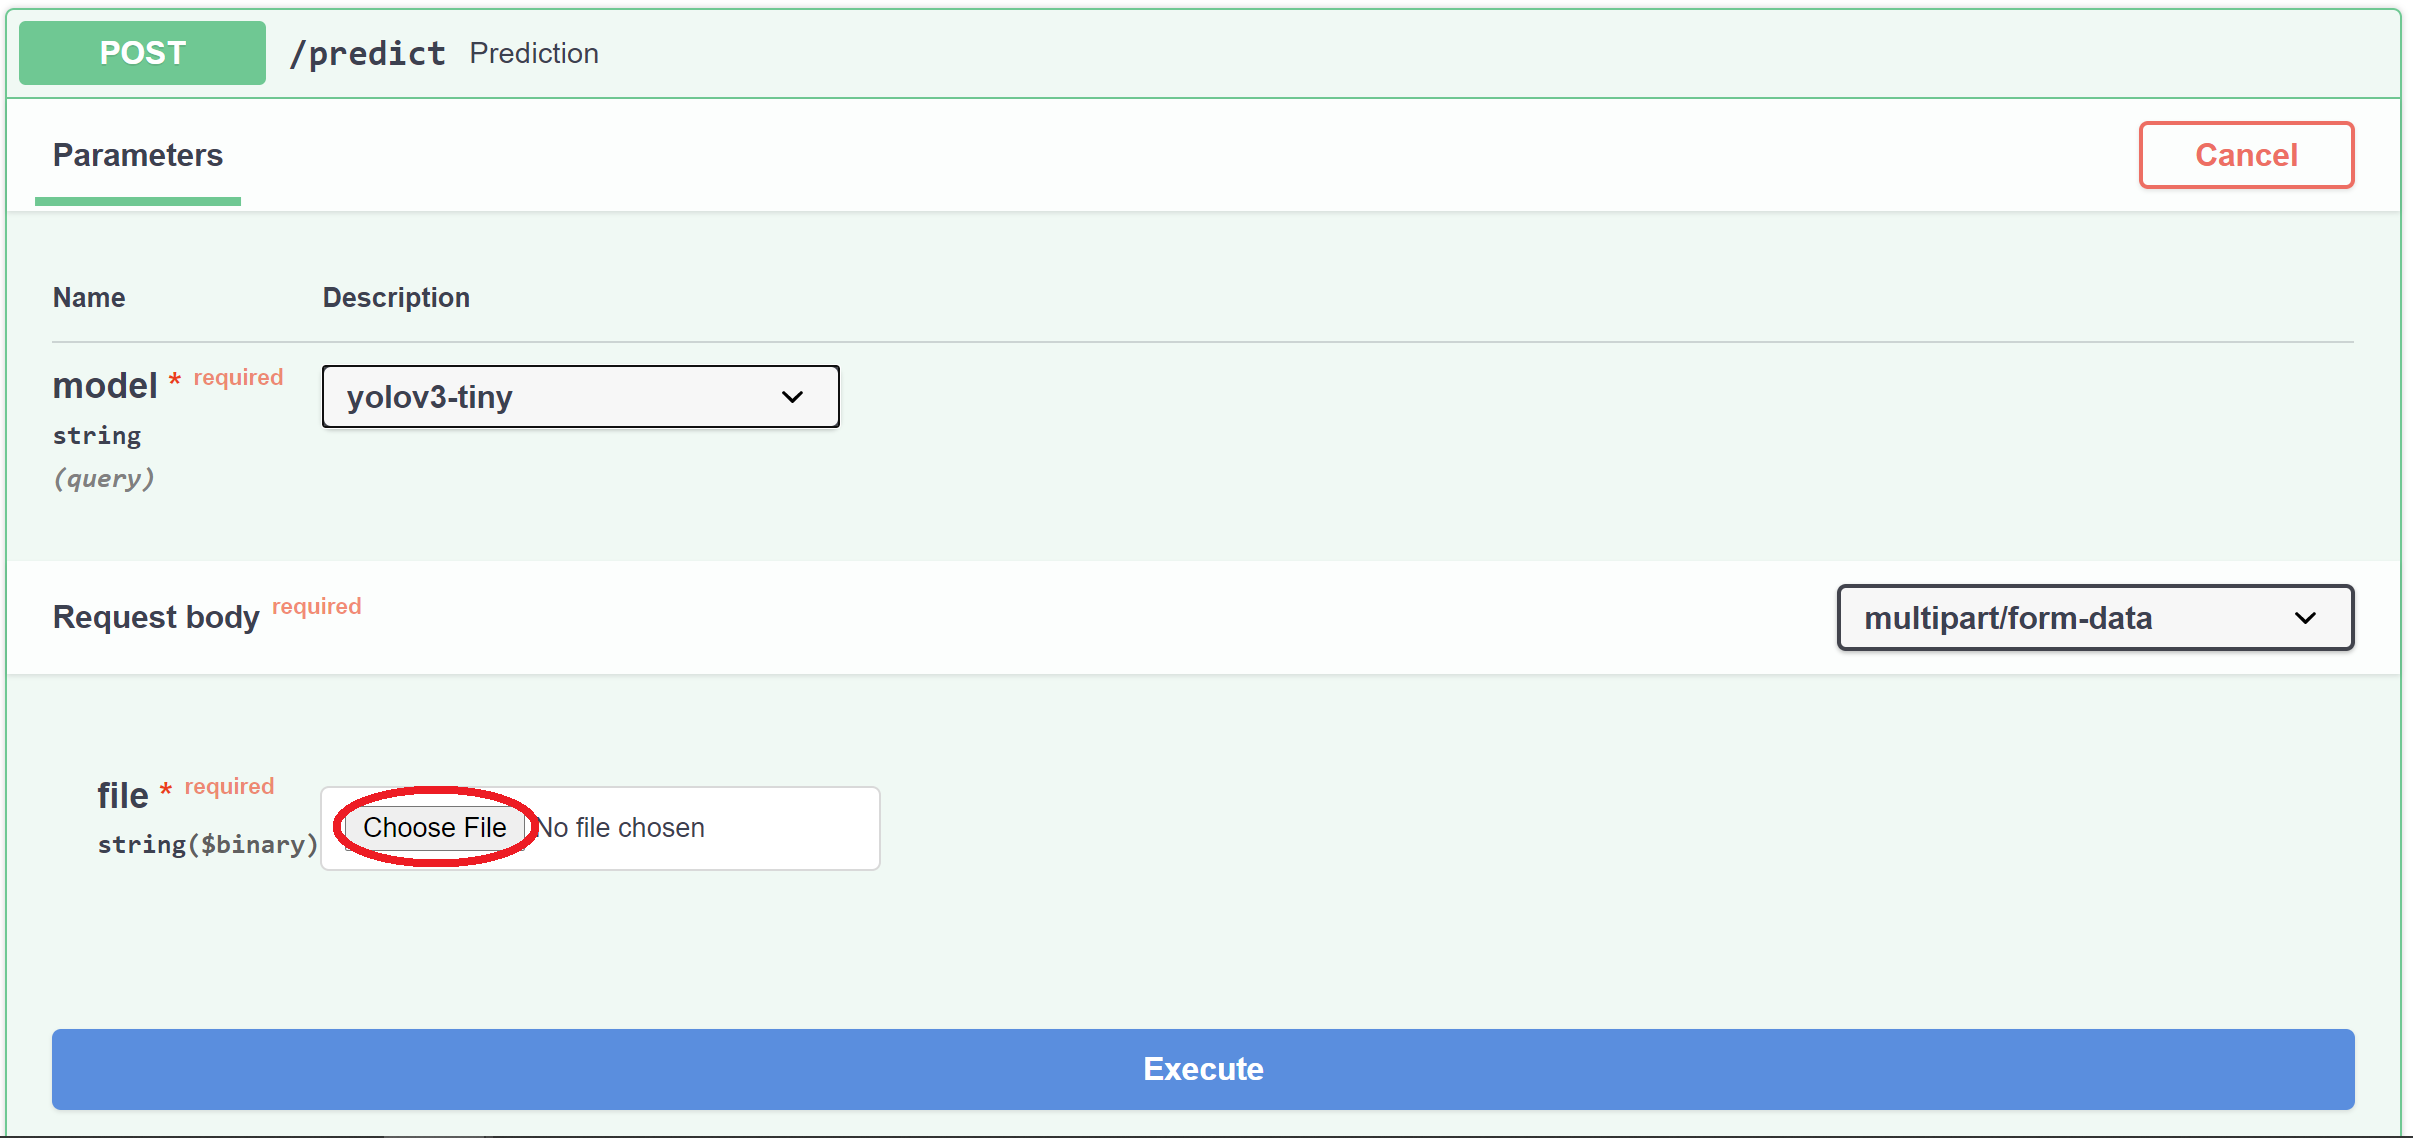 POST /predict Prediction
Parameters Cancel
Name Description
model * required yolov3-tiny
string
(query)
Request body required multipart/form-data
file * required
Choose File No file chosen
string($binary)
Execute